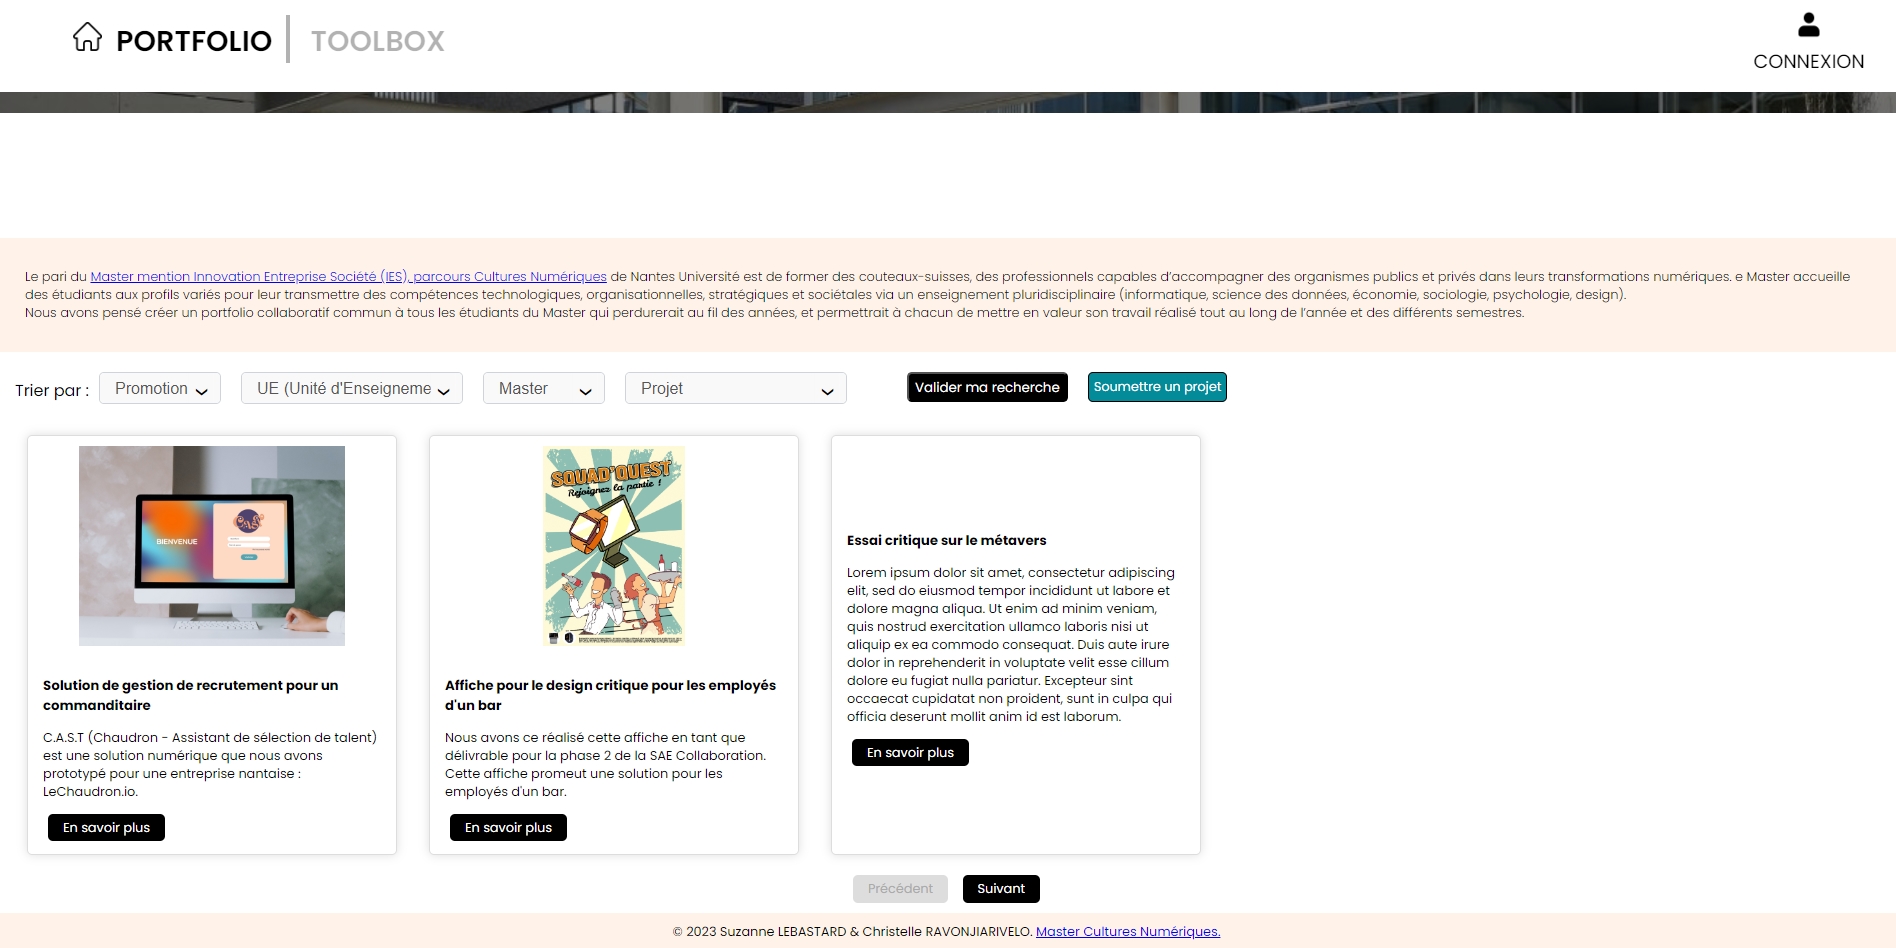 PORTFOLIO TOOLBOX
CONNEXION
Le pari du Master mention Innovation Entreprise Société (IES), parcours Cultures Numériques de Nantes Université est de former des couteaux-suisses, des professionnels capables d’accompagner des organismes publics et privés dans leurs transformations numériques. e Master accueille
des étudiants aux profils variés pour leur transmettre des compétences technologiques, organisationnelles, stratégiques et sociétales via un enseignement pluridisciplinaire (informatique, science des données, économie, sociologie, psychologie, design).
Nous avons pensé créer un portfolio collaboratif commun à tous les étudiants du Master qui perdurerait au fil des années, et permettrait à chacun de mettre en valeur son travail réalisé tout au long de l’année et des différents semestres.
Trier par : Promotion UE (Unité d'Enseigneme Master Projet Valider ma recherche Soumettre un projet
BIENVENUE
C.A.S.T
Solution de gestion de recrutement pour un
commanditaire
C.A.S.T (Chaudron - Assistant de sélection de talent)
est une solution numérique que nous avons
prototypé pour une entreprise nantaise :
LeChaudron.io.
En savoir plus
SQUAD'QUEST
Rejoignez la partie !
Affiche pour le design critique pour les employés
d'un bar
Nous avons ce réalisé cette affiche en tant que
délivrable pour la phase 2 de la SAE Collaboration.
Cette affiche promeut une solution pour les
employés d'un bar.
En savoir plus
Essai critique sur le métavers
Lorem ipsum dolor sit amet, consectetur adipiscing
elit, sed do eiusmod tempor incididunt ut labore et
dolore magna aliqua. Ut enim ad minim veniam,
quis nostrud exercitation ullamco laboris nisi ut
aliquip ex ea commodo consequat. Duis aute irure
dolor in reprehenderit in voluptate velit esse cillum
dolore eu fugiat nulla pariatur. Excepteur sint
occaecat cupidatat non proident, sunt in culpa qui
officia deserunt mollit anim id est laborum.
En savoir plus
Précédent Suivant
© 2023 Suzanne LEBASTARD & Christelle RAVONJIARIVELO. Master Cultures Numériques.